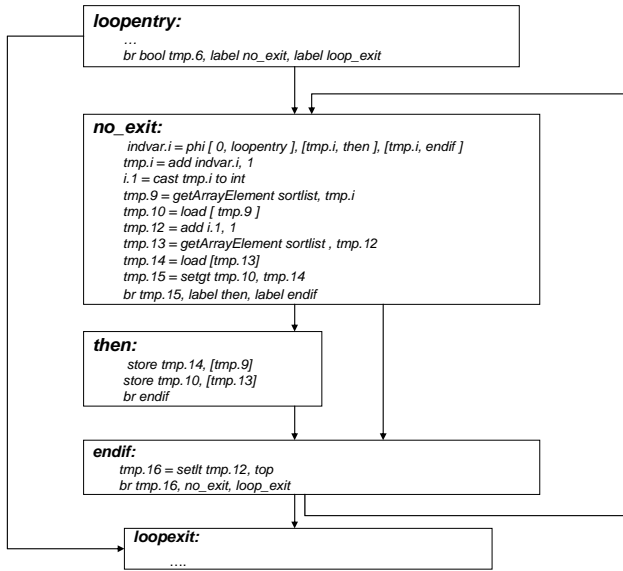 loopentry:
…
br bool tmp.6, label no_exit, label loop_exit
no_exit:
indvar.i = phi [ 0, loopentry ], [tmp.i, then ], [tmp.i, endif ]
tmp.i = add indvar.i, 1
i.1 = cast tmp.i to int
tmp.9 = getArrayElement sortlist, tmp.i
tmp.10 = load [ tmp.9 ]
tmp.12 = add i.1, 1
tmp.13 = getArrayElement sortlist , tmp.12
tmp.14 = load [tmp.13]
tmp.15 = setgt tmp.10, tmp.14
br tmp.15, label then, label endif
then:
store tmp.14, [tmp.9]
store tmp.10, [tmp.13]
br endif
endif:
tmp.16 = setlt tmp.12, top
br tmp.16, no_exit, loop_exit
loopexit:
….